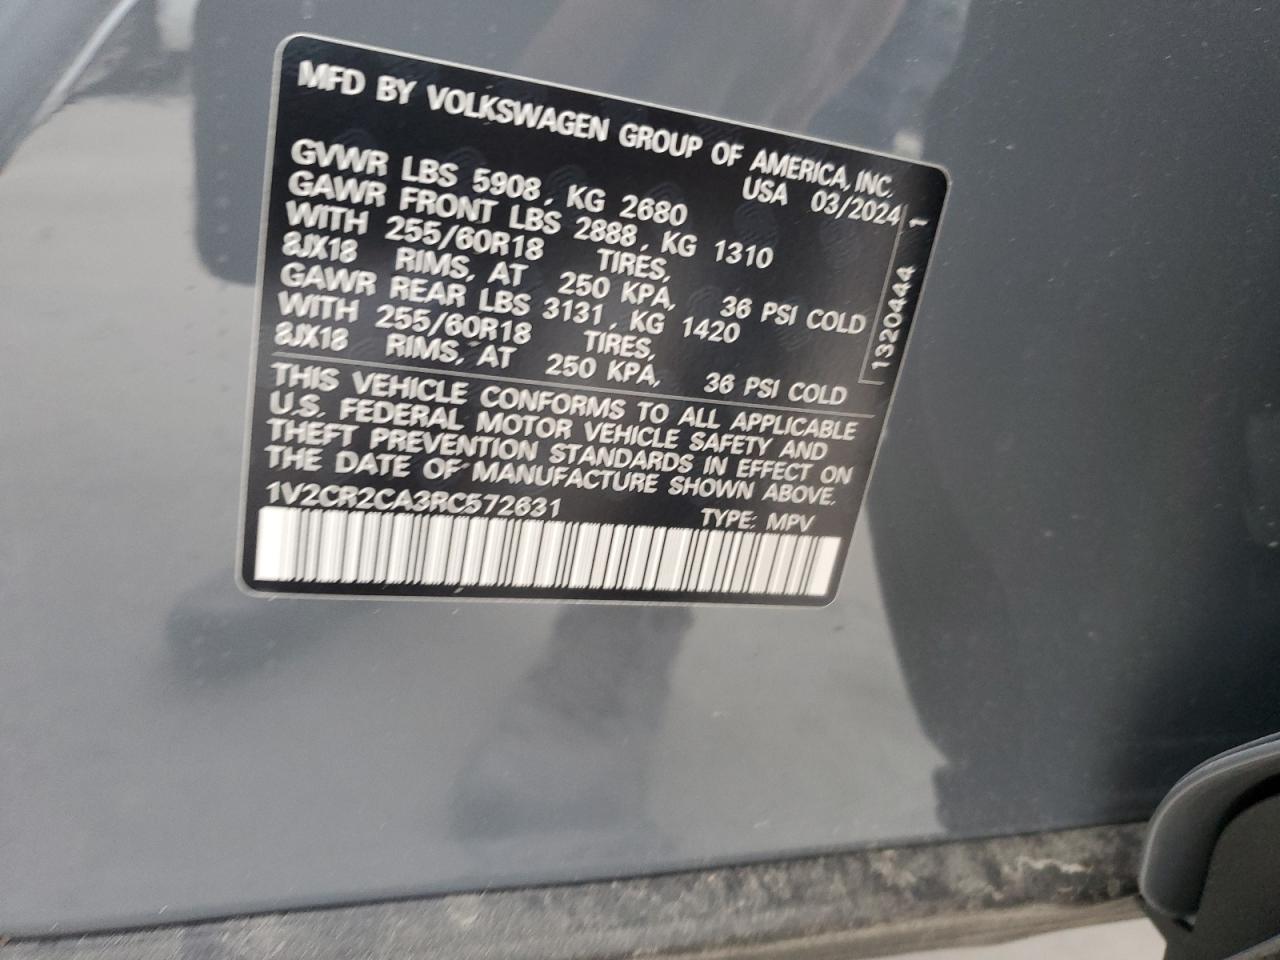 MFD BY VOLKSWAGEN GROUP OF AMERICA, INC.
USA 03/2024
GVWR LBS 5908, KG 2680
GAWR FRONT LBS 2888, KG 1310
WITH 255/60R18 TIRES,
8JX18 RIMS, AT 250 KPA, 36 PSI COLD
GAWR REAR LBS 3131, KG 1420
WITH 255/60R18 TIRES,
8JX18 RIMS, AT 250 KPA, 36 PSI COLD
1320444 1
THIS VEHICLE CONFORMS TO ALL APPLICABLE
U.S. FEDERAL MOTOR VEHICLE SAFETY AND
THEFT PREVENTION STANDARDS IN EFFECT ON
THE DATE OF MANUFACTURE SHOWN ABOVE.
1V2CR2CA3RC572631 TYPE: MPV